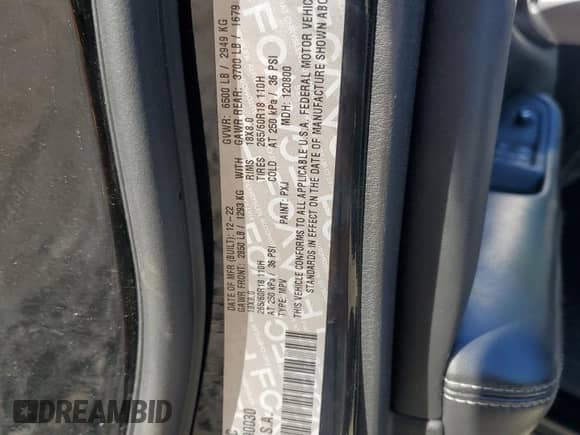 DATE OF MFR (BUILT): 12-22 GVWR: 6500 LB / 2949 KG
GAWR FRONT: 2850 LB / 1293 KG WITH GAWR REAR: 3700 LB / 1679
18X8.0 RIMS 18X8.0
265/60R18 110H TIRES 265/60R18 110H
AT 250 kPa / 36 PSI COLD AT 250 kPa / 36 PSI
TYPE: MPV PAINT: PXJ MDH: 120800
THIS VEHICLE CONFORMS TO ALL APPLICABLE U.S.A. FEDERAL MOTOR VEHIC
STANDARDS IN EFFECT ON THE DATE OF MANUFACTURE SHOWN ABO
C
90030
S.A.
RideSafely